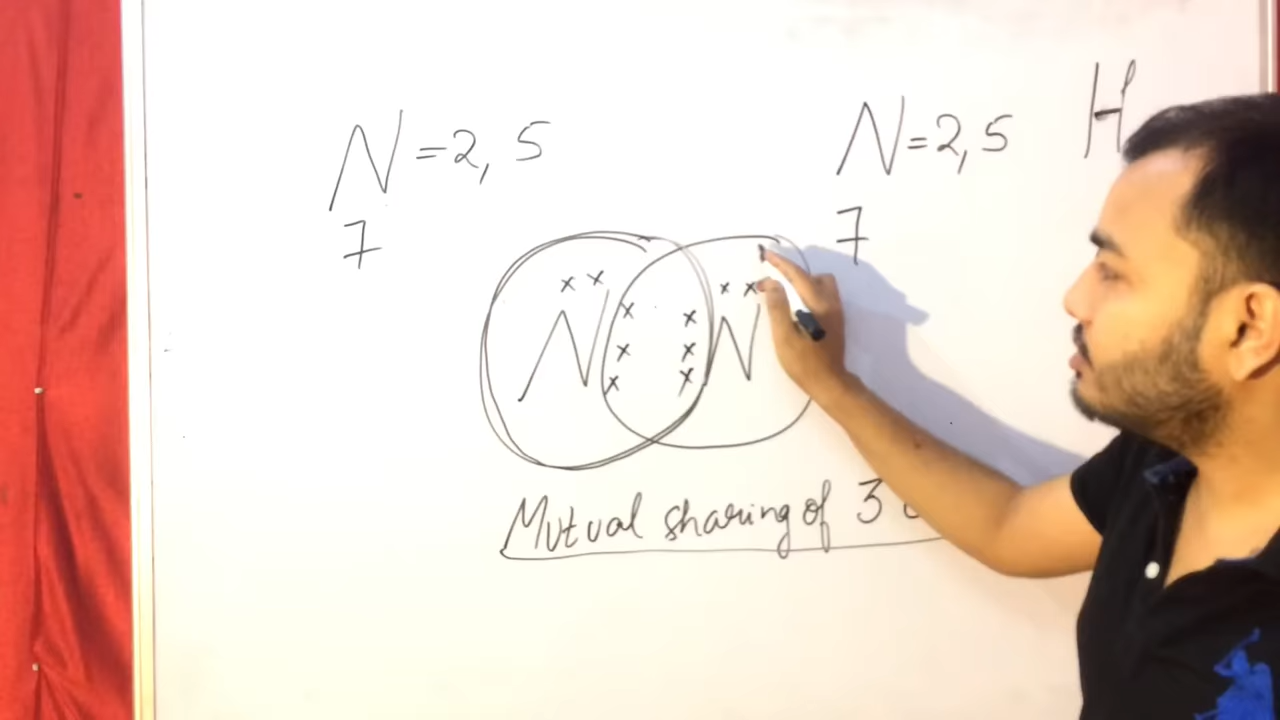 N = 2, 5
N = 2, 5
H
7
7
x x
x x
x x
x x
x x
N N
Mutual sharing of 3